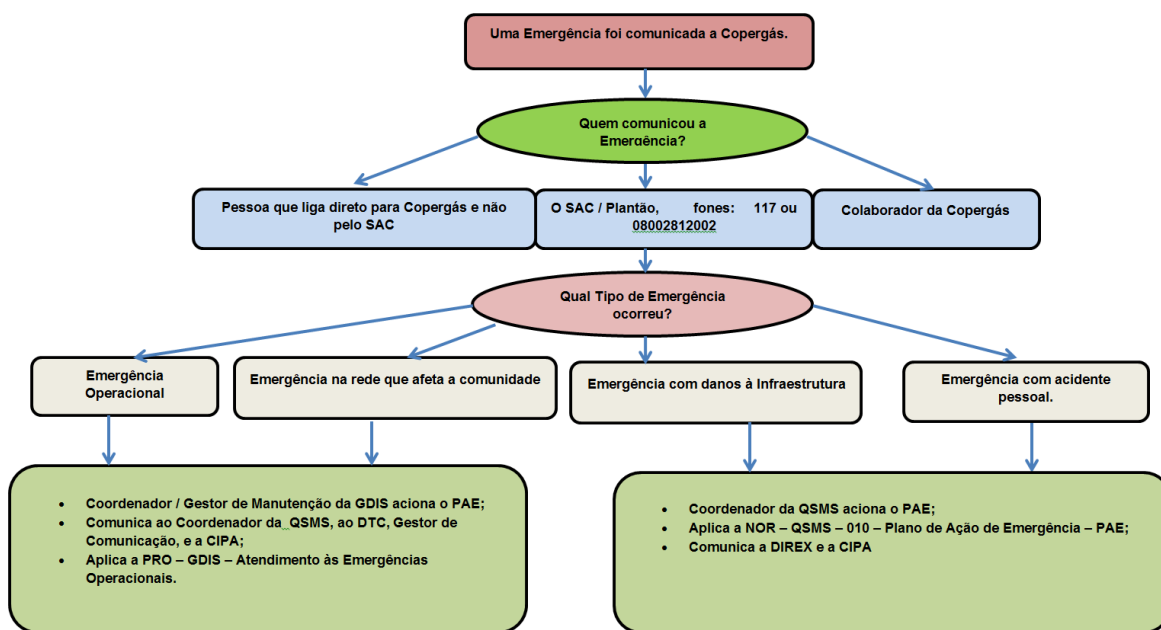 Uma Emergência foi comunicada a Copergás.
Quem comunicou a
Emergência?
Pessoa que liga direto para Copergás e não
pelo SAC
O SAC / Plantão, fones: 117 ou
08002812002
Colaborador da Copergás
Qual Tipo de Emergência
ocorreu?
Emergência
Operacional
Emergência na rede que afeta a comunidade
Emergência com danos à Infraestrutura
Emergência com acidente
pessoal.
• Coordenador / Gestor de Manutenção da GDIS aciona o PAE;
• Comunica ao Coordenador da QSMS, ao DTC, Gestor de
Comunicação, e a CIPA;
• Aplica a PRO – GDIS – Atendimento às Emergências
Operacionais.
• Coordenador da QSMS aciona o PAE;
• Aplica a NOR – QSMS – 010 – Plano de Ação de Emergência – PAE;
• Comunica a DIREX e a CIPA